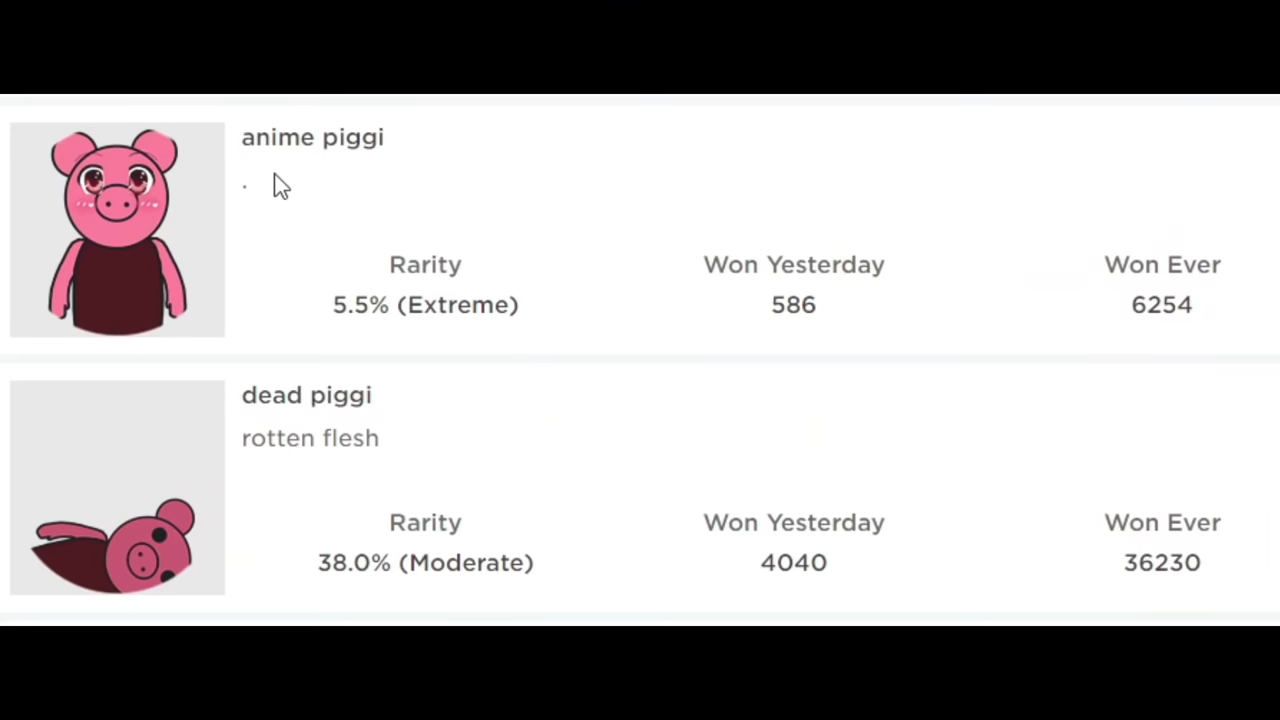 anime piggi
.
Rarity Won Yesterday Won Ever
5.5% (Extreme) 586 6254
dead piggi
rotten flesh
Rarity Won Yesterday Won Ever
38.0% (Moderate) 4040 36230